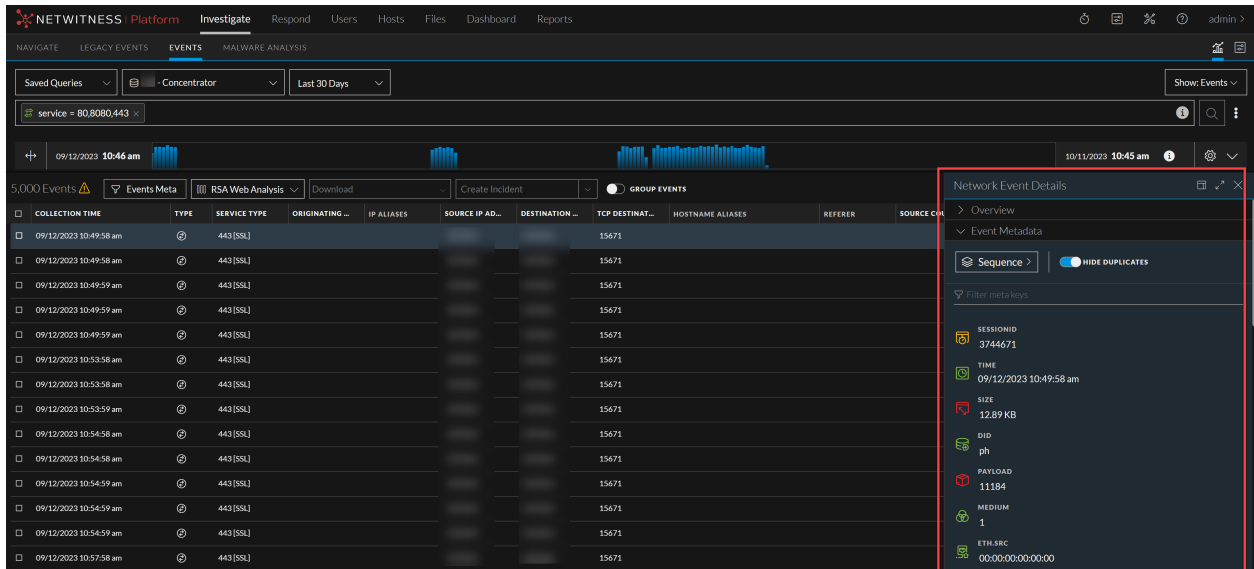 NETWITNESS Platform Investigate Respond Users Hosts Files Dashboard Reports admin >
NAVIGATE LEGACY EVENTS EVENTS MALWARE ANALYSIS
Saved Queries - Concentrator Last 30 Days Show: Events
service = 80,8080,443 ×
09/12/2023 10:46 am 10/11/2023 10:45 am
5,000 Events Events Meta RSA Web Analysis Download Create Incident GROUP EVENTS
COLLECTION TIME TYPE SERVICE TYPE ORIGINATING ... IP ALIASES SOURCE IP AD... DESTINATION ... TCP DESTINAT... HOSTNAME ALIASES REFERER SOURCE COU
09/12/2023 10:49:58 am 443 [SSL] 15671
09/12/2023 10:49:58 am 443 [SSL] 15671
09/12/2023 10:49:59 am 443 [SSL] 15671
09/12/2023 10:49:59 am 443 [SSL] 15671
09/12/2023 10:49:59 am 443 [SSL] 15671
09/12/2023 10:53:58 am 443 [SSL] 15671
09/12/2023 10:53:58 am 443 [SSL] 15671
09/12/2023 10:53:59 am 443 [SSL] 15671
09/12/2023 10:54:58 am 443 [SSL] 15671
09/12/2023 10:54:58 am 443 [SSL] 15671
09/12/2023 10:54:59 am 443 [SSL] 15671
09/12/2023 10:54:59 am 443 [SSL] 15671
09/12/2023 10:54:59 am 443 [SSL] 15671
09/12/2023 10:57:58 am 443 [SSL] 15671
Network Event Details
Overview
Event Metadata
Sequence > HIDE DUPLICATES
Filter meta keys
SESSIONID
3744671
TIME
09/12/2023 10:49:58 am
SIZE
12.89 KB
DID
ph
PAYLOAD
11184
MEDIUM
1
ETH.SRC
00:00:00:00:00:00